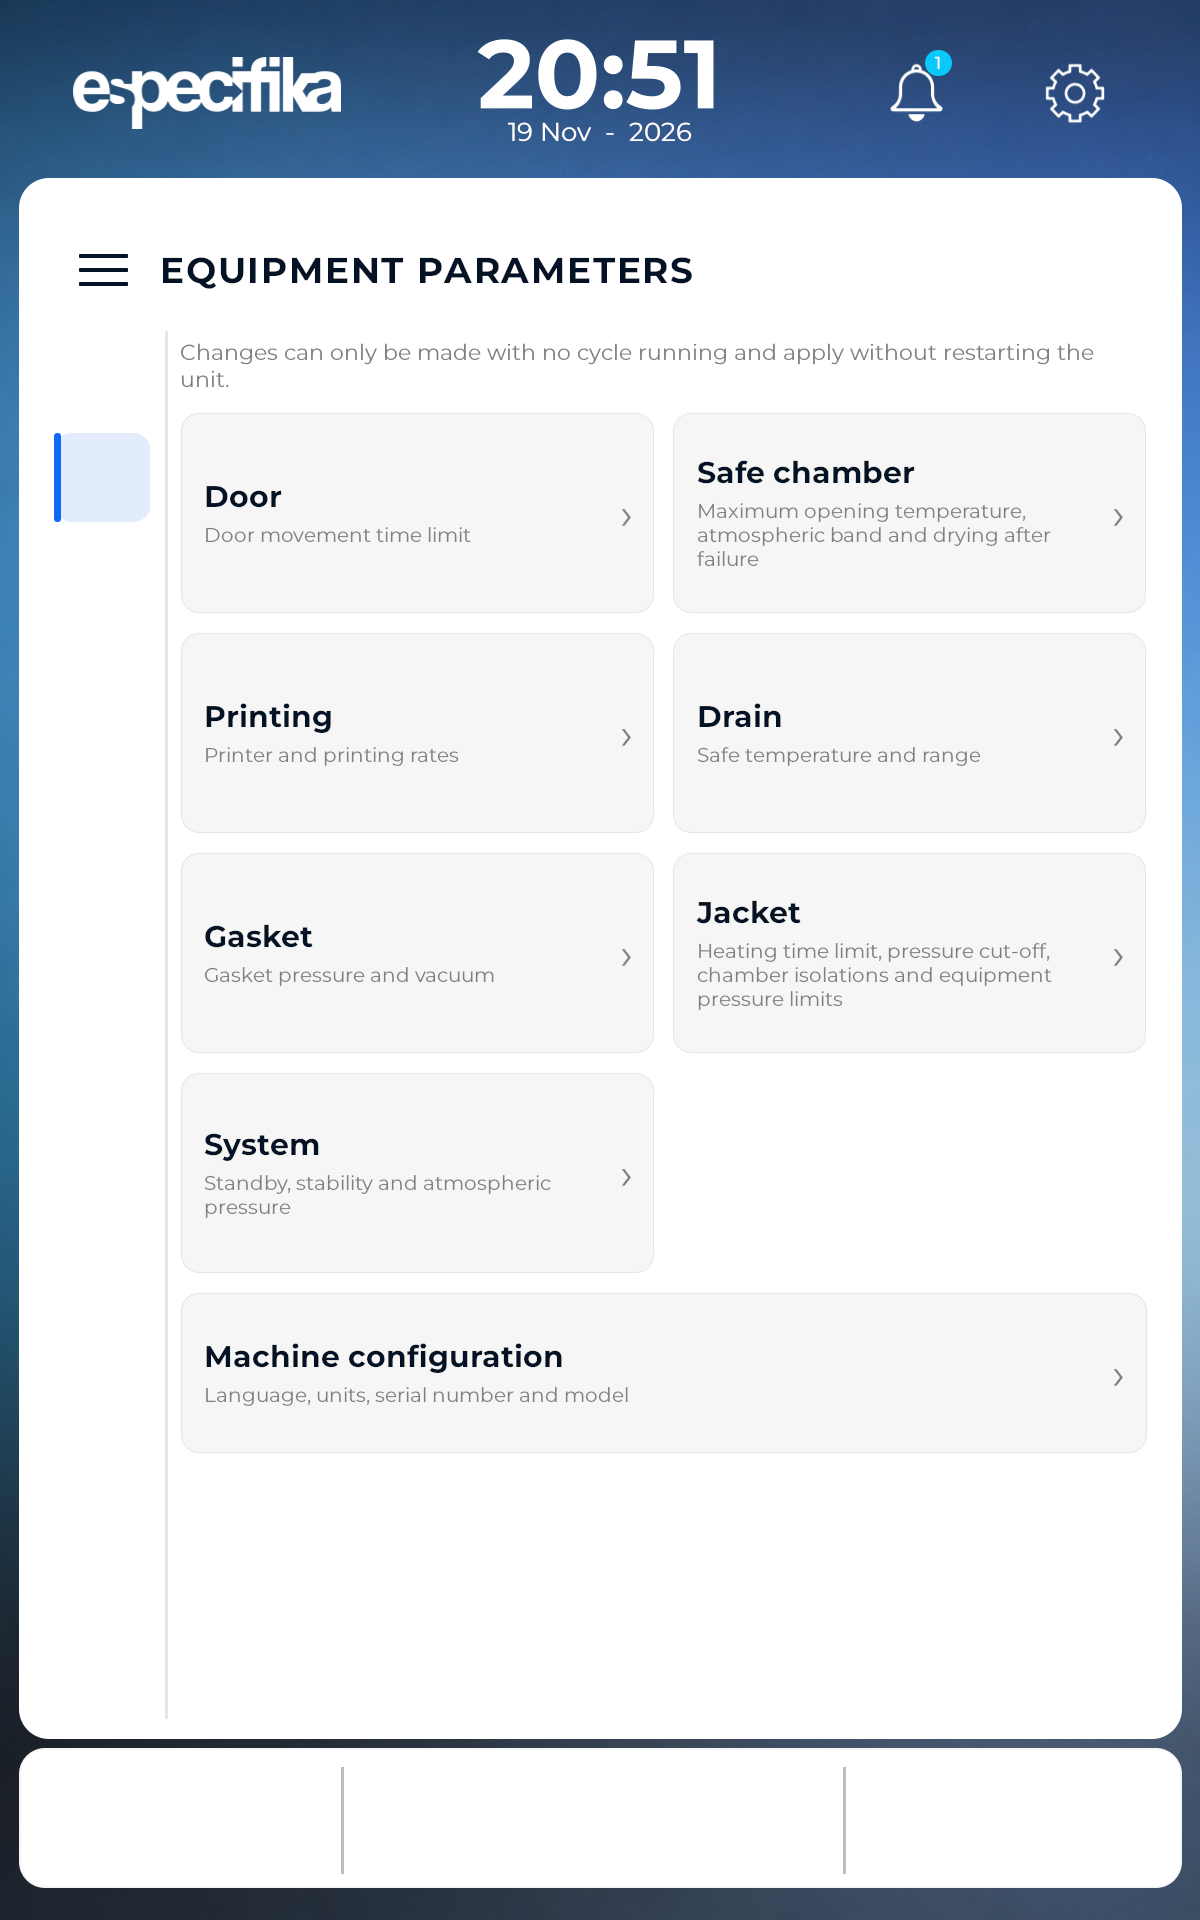 especifika
20:51
19 Nov - 2026
1
EQUIPMENT PARAMETERS
Changes can only be made with no cycle running and apply without restarting the
unit.
Door
Door movement time limit
Safe chamber
Maximum opening temperature,
atmospheric band and drying after
failure
Printing
Printer and printing rates
Drain
Safe temperature and range
Gasket
Gasket pressure and vacuum
Jacket
Heating time limit, pressure cut-off,
chamber isolations and equipment
pressure limits
System
Standby, stability and atmospheric
pressure
Machine configuration
Language, units, serial number and model